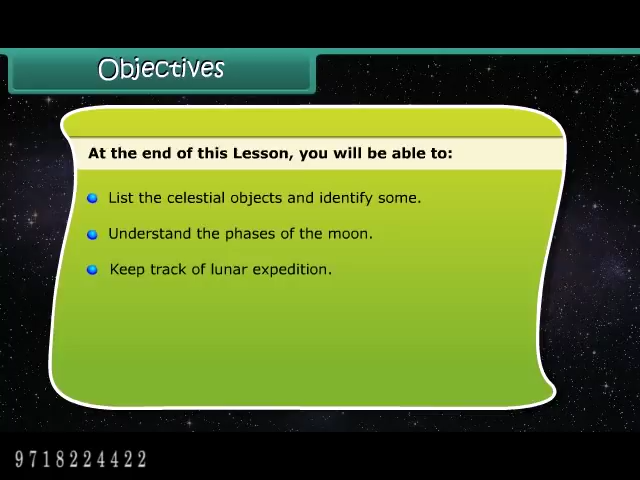 Objectives
At the end of this Lesson, you will be able to:
List the celestial objects and identify some.
Understand the phases of the moon.
Keep track of lunar expedition.
9718224422